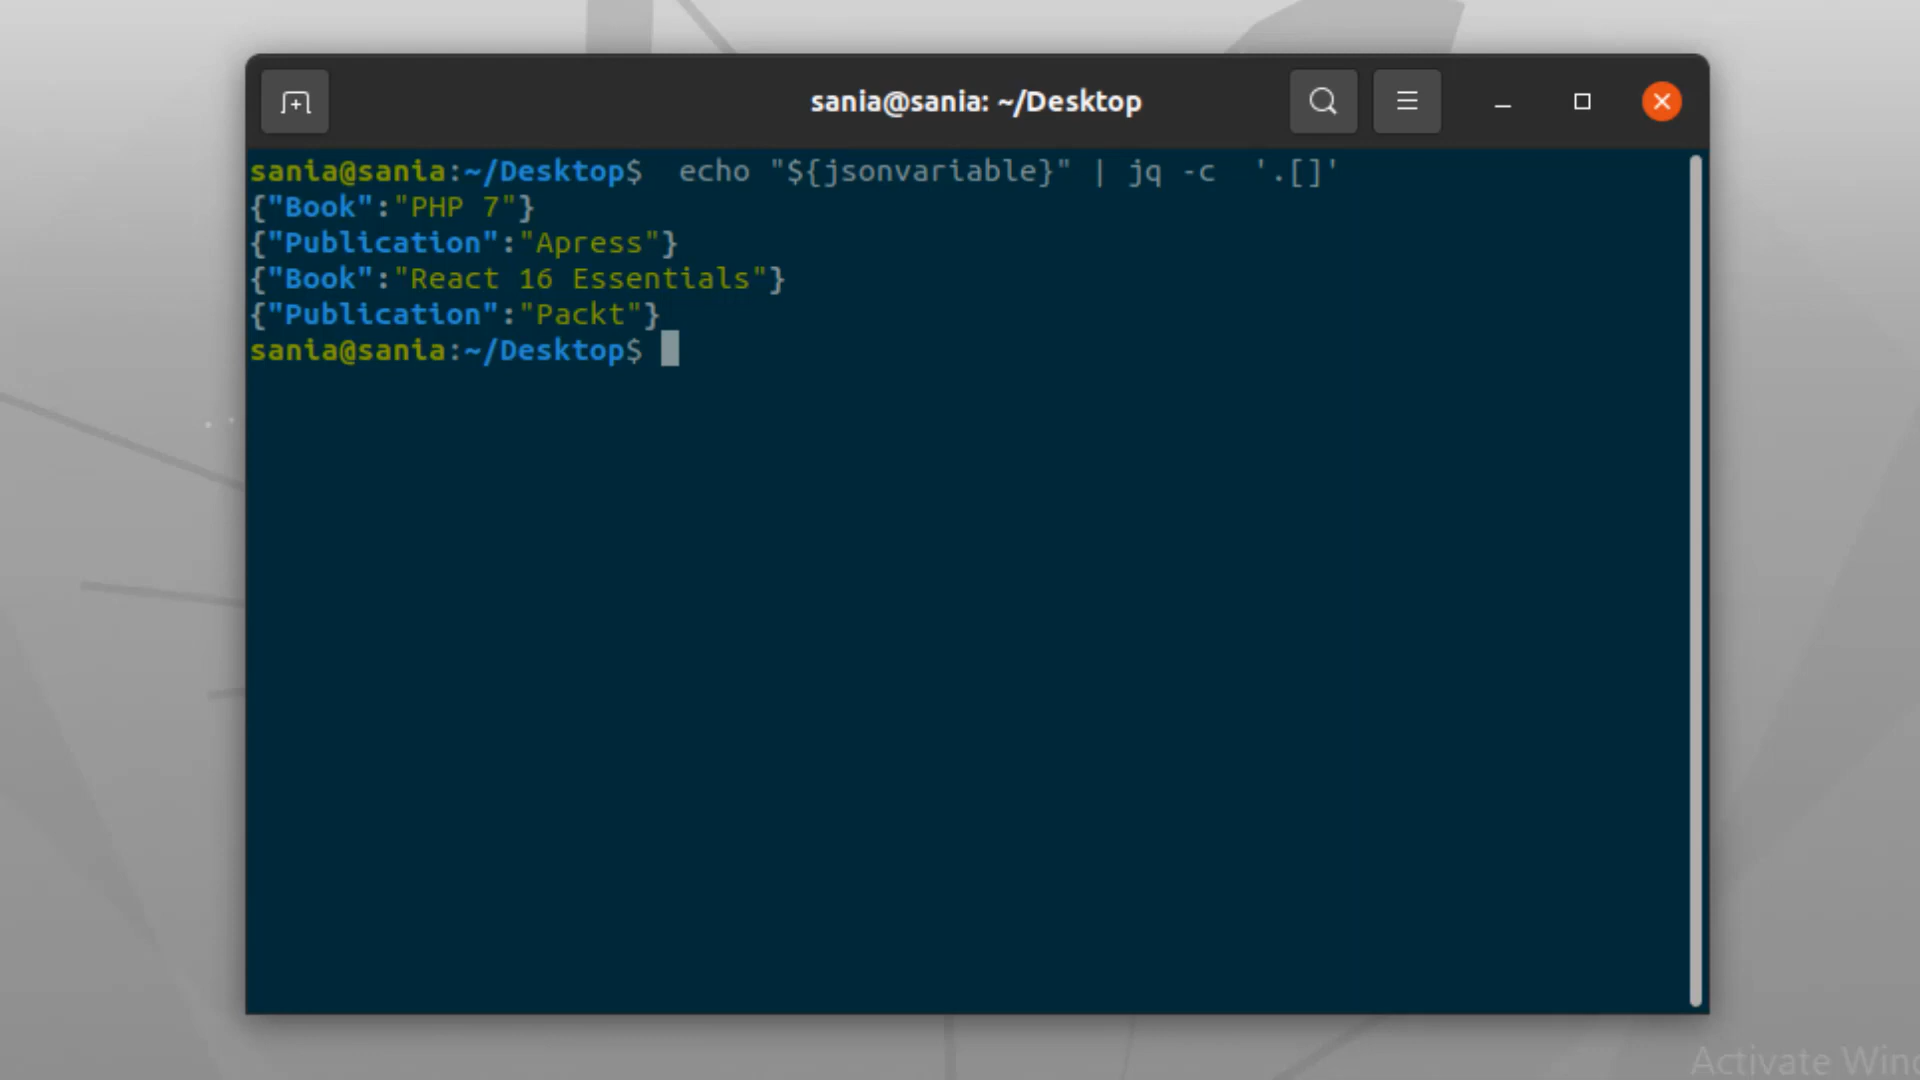 sania@sania: ~/Desktop
sania@sania:~/Desktop$  echo "${jsonvariable}" | jq -c  '.[]'
{"Book":"PHP 7"}
{"Publication":"Apress"}
{"Book":"React 16 Essentials"}
{"Publication":"Packt"}
sania@sania:~/Desktop$
Activate